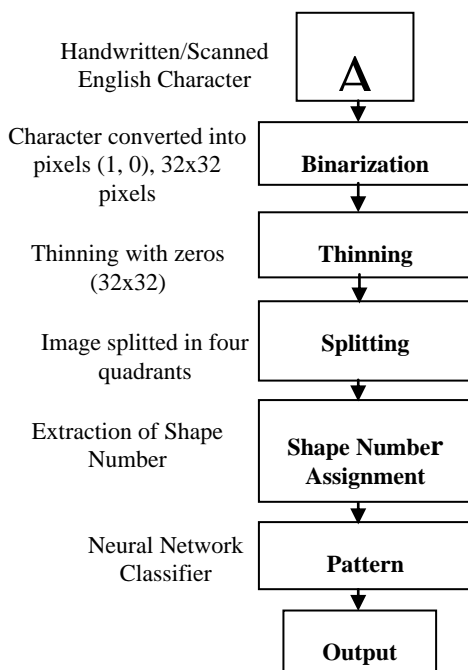 Handwritten/Scanned
English Character
A
Character converted into
pixels (1, 0), 32x32
pixels
Binarization
Thinning with zeros
(32x32)
Thinning
Image splitted in four
quadrants
Splitting
Extraction of Shape
Number
Shape Number
Assignment
Neural Network
Classifier
Pattern
Output